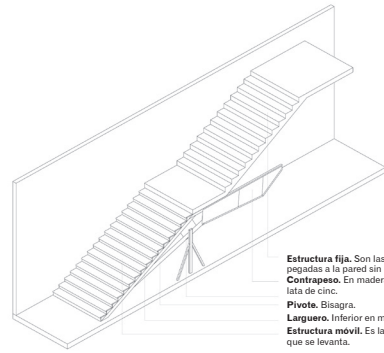 Estructura fija. Son las
pegadas a la pared sin
Contrapeso. En mader
lata de cinc.
Pivote. Bisagra.
Larguero. Inferior en m
Estructura móvil. Es la
que se levanta.